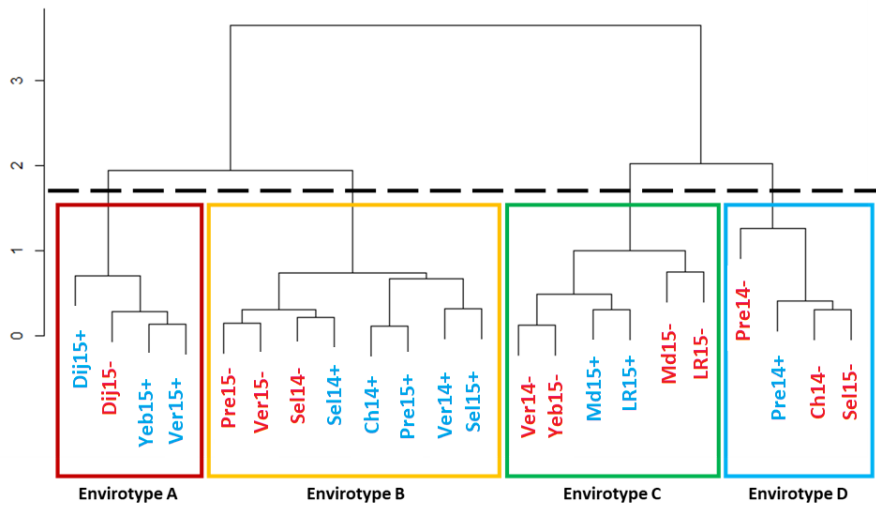 3
2
1
0
Dij15+
Dij15-
Yeb15+
Ver15+
Pre15-
Ver15-
Sel14-
Sel14+
Ch14+
Pre15+
Ver14+
Sel15+
Ver14-
Yeb15-
Md15+
LR15+
Md15-
LR15-
Pre14-
Pre14+
Ch14-
Sel15-
Envirotype A
Envirotype B
Envirotype C
Envirotype D